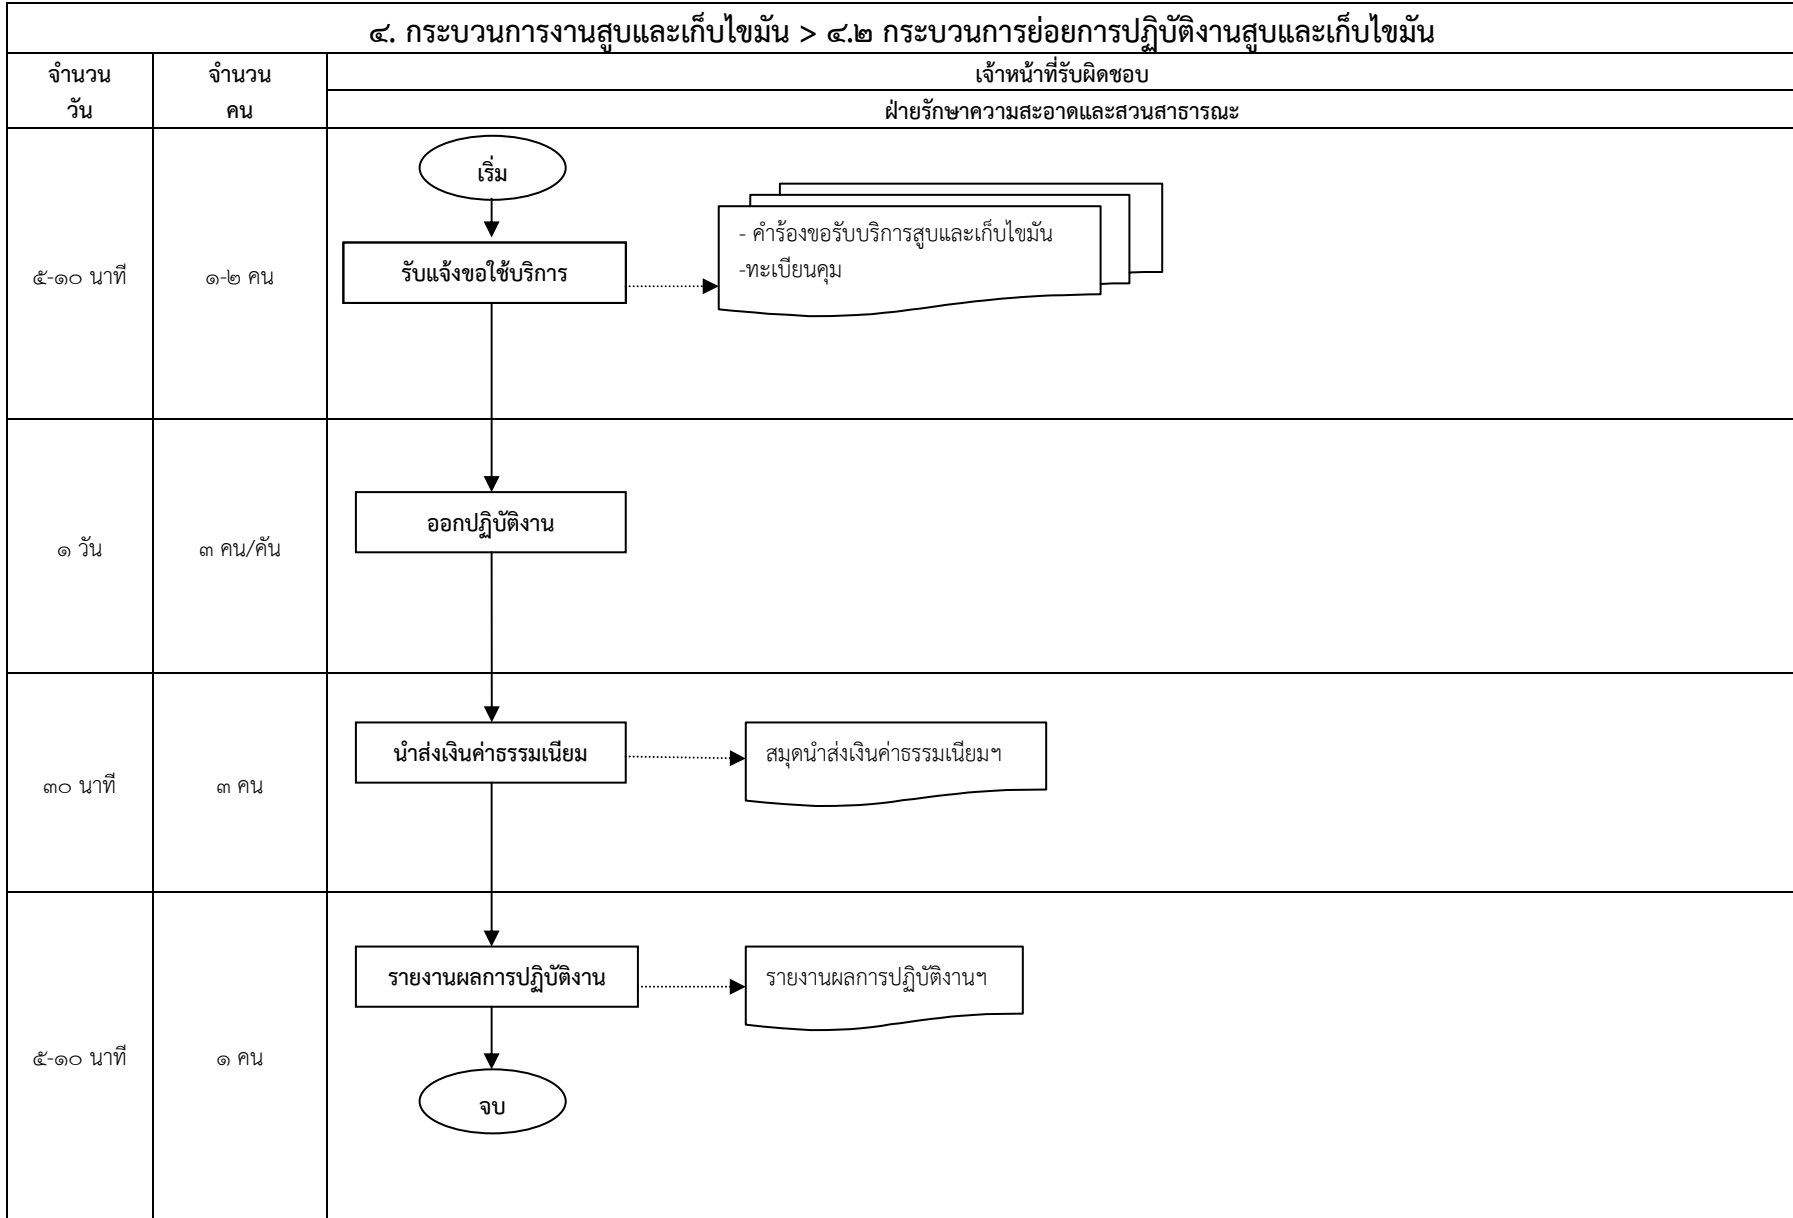 ๔. กระบวนการงานสูบและเก็บไขมัน > ๔.๒ กระบวนการย่อยการปฏิบัติงานสูบและเก็บไขมัน
จำนวน
วัน
จำนวน
คน
เจ้าหน้าที่รับผิดชอบ
ฝ่ายรักษาความสะอาดและสวนสาธารณะ
เริ่ม
๕-๑๐ นาที
๑-๒ คน
รับแจ้งขอใช้บริการ
- คำร้องขอรับบริการสูบและเก็บไขมัน
-ทะเบียนคุม
๑ วัน
๓ คน/คัน
ออกปฏิบัติงาน
๓๐ นาที
๓ คน
นำส่งเงินค่าธรรมเนียม
สมุดนำส่งเงินค่าธรรมเนียมฯ
๕-๑๐ นาที
๑ คน
รายงานผลการปฏิบัติงาน
รายงานผลการปฏิบัติงานฯ
จบ